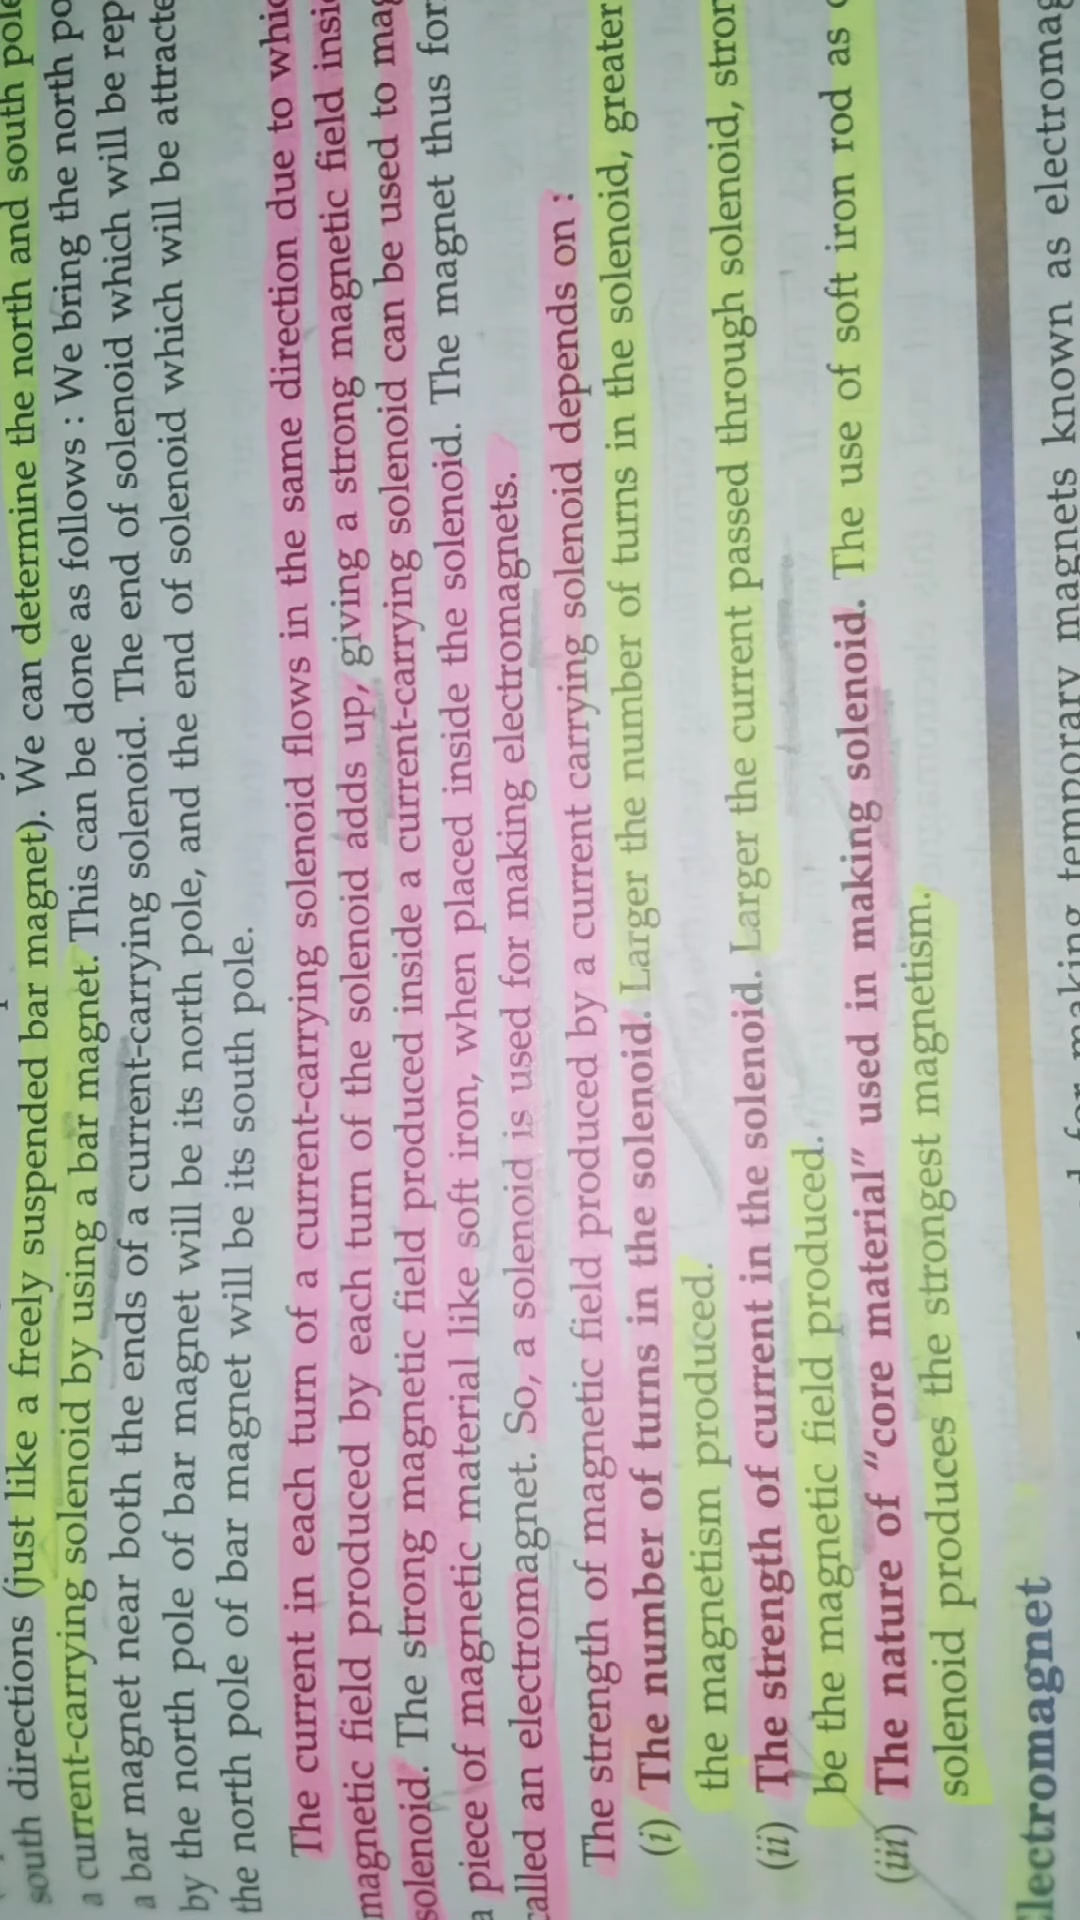 south directions (just like a freely suspended bar magnet). We can determine the north and south pole
a current-carrying solenoid by using a bar magnet. This can be done as follows : We bring the north po
a bar magnet near both the ends of a current-carrying solenoid. The end of solenoid which will be rep
by the north pole of bar magnet will be its north pole, and the end of solenoid which will be attracte
the north pole of bar magnet will be its south pole.
The current in each turn of a current-carrying solenoid flows in the same direction due to whic
magnetic field produced by each turn of the solenoid adds up, giving a strong magnetic field insi
solenoid. The strong magnetic field produced inside a current-carrying solenoid can be used to mag
a piece of magnetic material like soft iron, when placed inside the solenoid. The magnet thus for
called an electromagnet. So, a solenoid is used for making electromagnets.
The strength of magnetic field produced by a current carrying solenoid depends on :
(i) The number of turns in the solenoid. Larger the number of turns in the solenoid, greater
the magnetism produced.
(ii) The strength of current in the solenoid. Larger the current passed through solenoid, stron
be the magnetic field produced.
(iii) The nature of "core material" used in making solenoid. The use of soft iron rod as c
solenoid produces the strongest magnetism.
lectromagnet
for making temporary magnets known as electromag